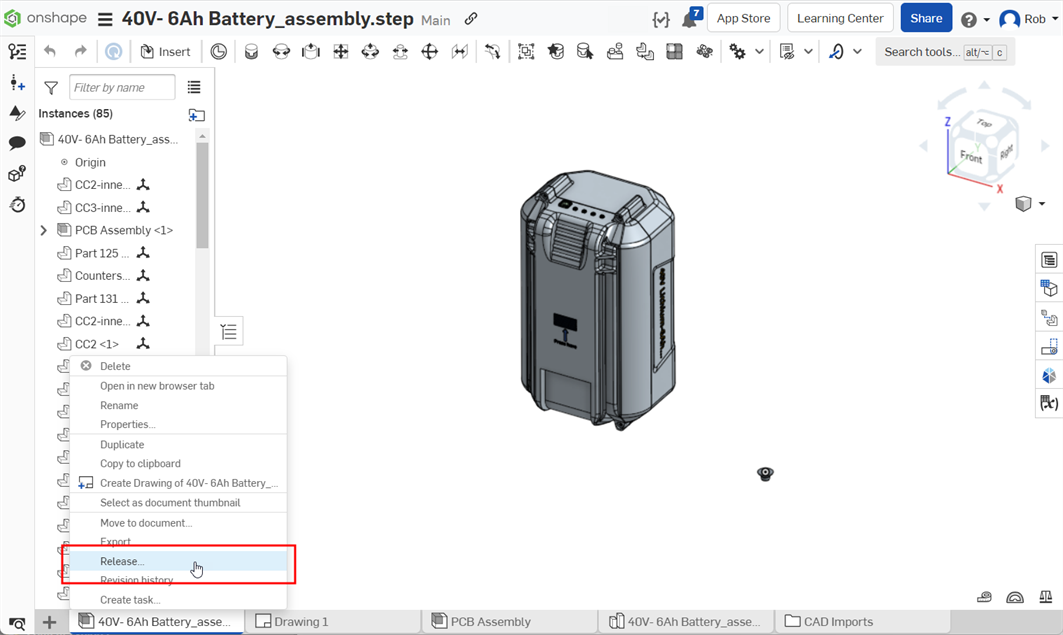 onshape 40V- 6Ah Battery_assembly.step Main 7 App Store Learning Center Share Rob
Insert Search tools... alt/⌥ c
Filter by name
Instances (85)
40V- 6Ah Battery_ass...
Origin
CC2-inne...
CC3-inne...
PCB Assembly <1>
Part 125 ...
Counters...
Part 131 ...
CC2-inne...
CC2 <1>
Delete
Open in new browser tab
Rename
Properties...
Duplicate
Copy to clipboard
Create Drawing of 40V- 6Ah Battery_...
Select as document thumbnail
Move to document...
Export...
Release...
Revision history
Create task...
Z
Top
Front
Right
Y
X
40V- 6Ah Battery_asse...
Drawing 1
PCB Assembly
40V- 6Ah Battery_asse...
CAD Imports